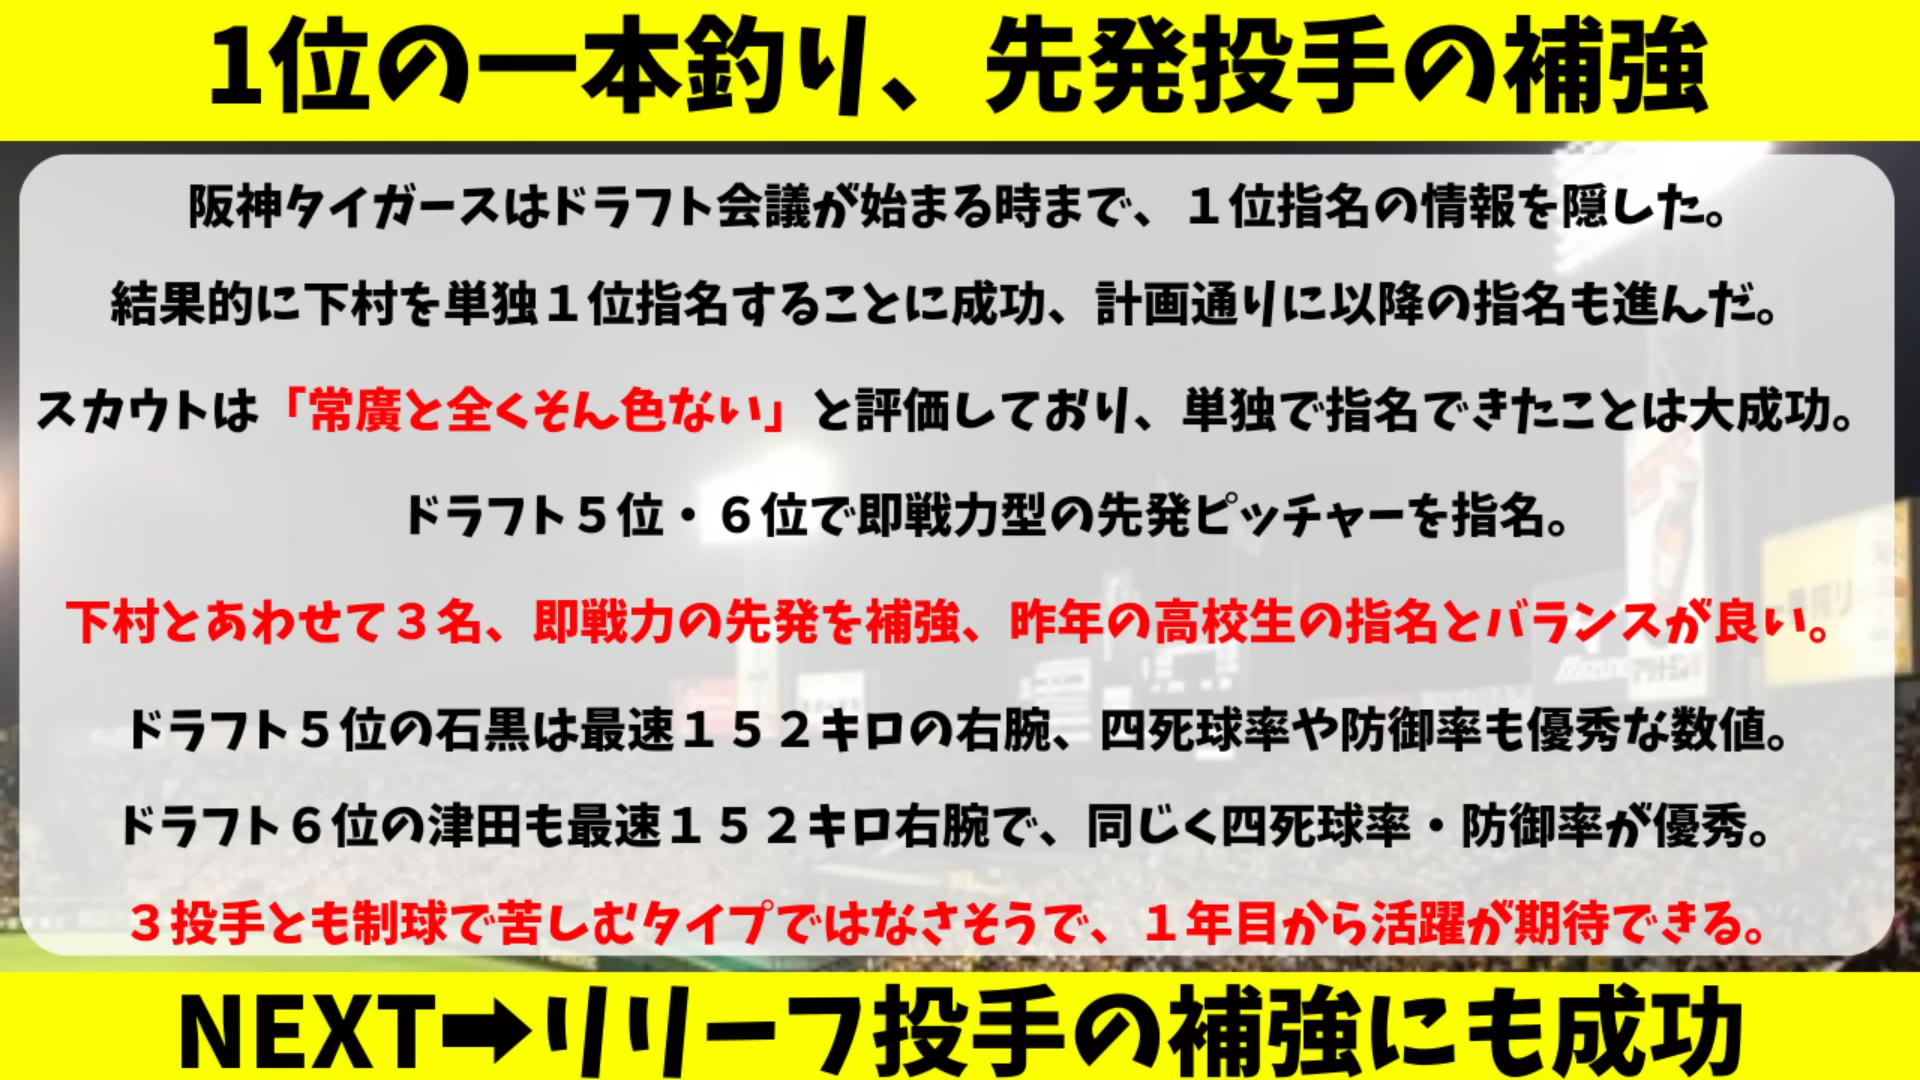 1位の一本釣り、先発投手の補強
阪神タイガースはドラフト会議が始まる時まで、１位指名の情報を隠した。
結果的に下村を単独１位指名することに成功、計画通りに以降の指名も進んだ。
スカウトは「常廣と全くそん色ない」と評価しており、単独で指名できたことは大成功。
ドラフト５位・６位で即戦力型の先発ピッチャーを指名。
下村とあわせて３名、即戦力の先発を補強、昨年の高校生の指名とバランスが良い。
ドラフト５位の石黒は最速１５２キロの右腕、四死球率や防御率も優秀な数値。
ドラフト６位の津田も最速１５２キロ右腕で、同じく四死球率・防御率が優秀。
３投手とも制球で苦しむタイプではなさそうで、１年目から活躍が期待できる。
NEXT➡リリーフ投手の補強にも成功